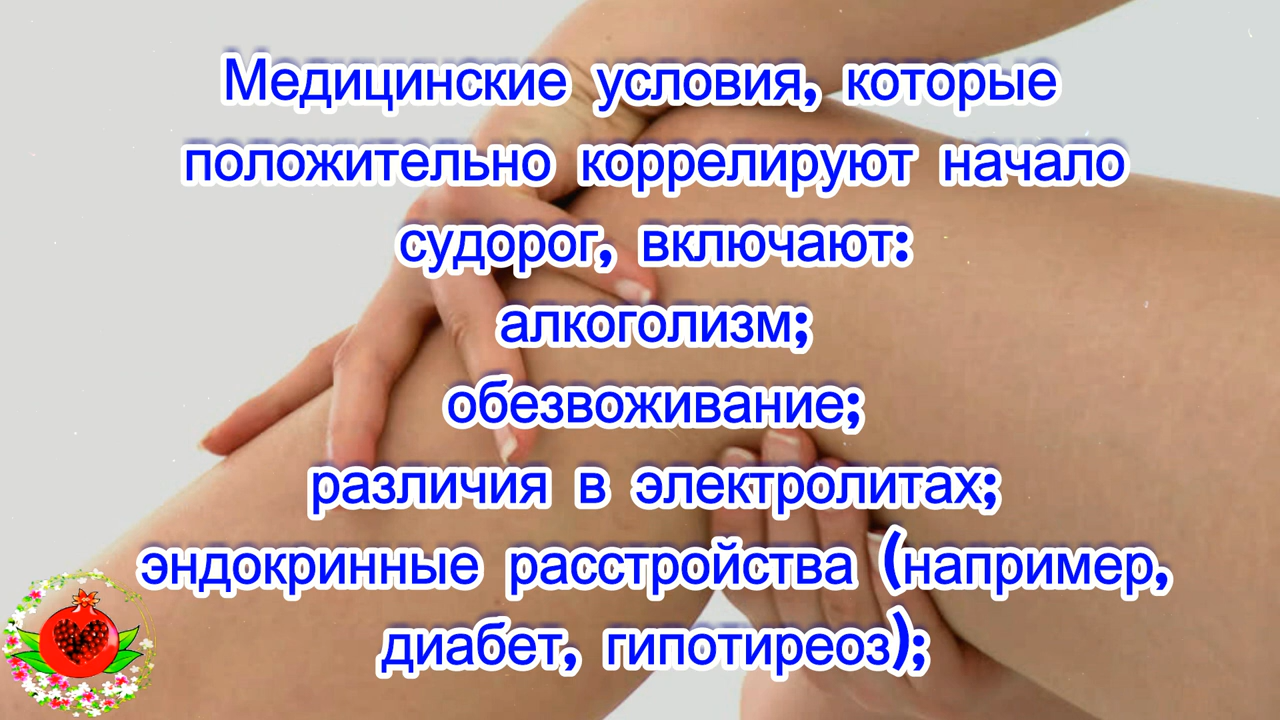 Медицинские условия, которые
положительно коррелируют начало
судорог, включают:
алкоголизм;
обезвоживание;
различия в электролитах;
эндокринные расстройства (например,
диабет, гипотиреоз);